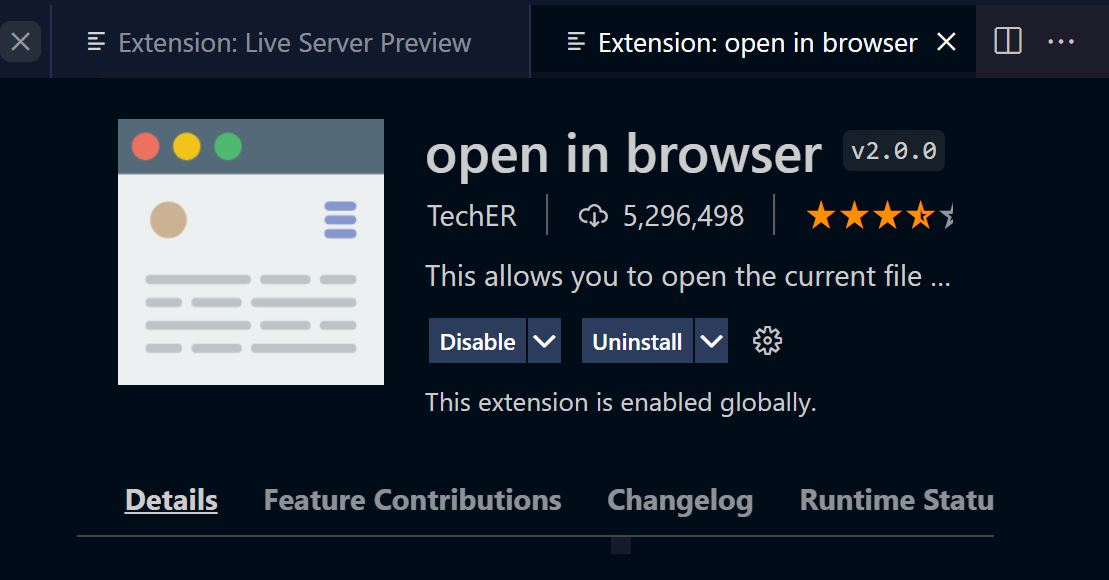 Extension: Live Server Preview
Extension: open in browser
open in browser v2.0.0
TechER 5,296,498
This allows you to open the current file ...
Disable Uninstall
This extension is enabled globally.
Details Feature Contributions Changelog Runtime Statu